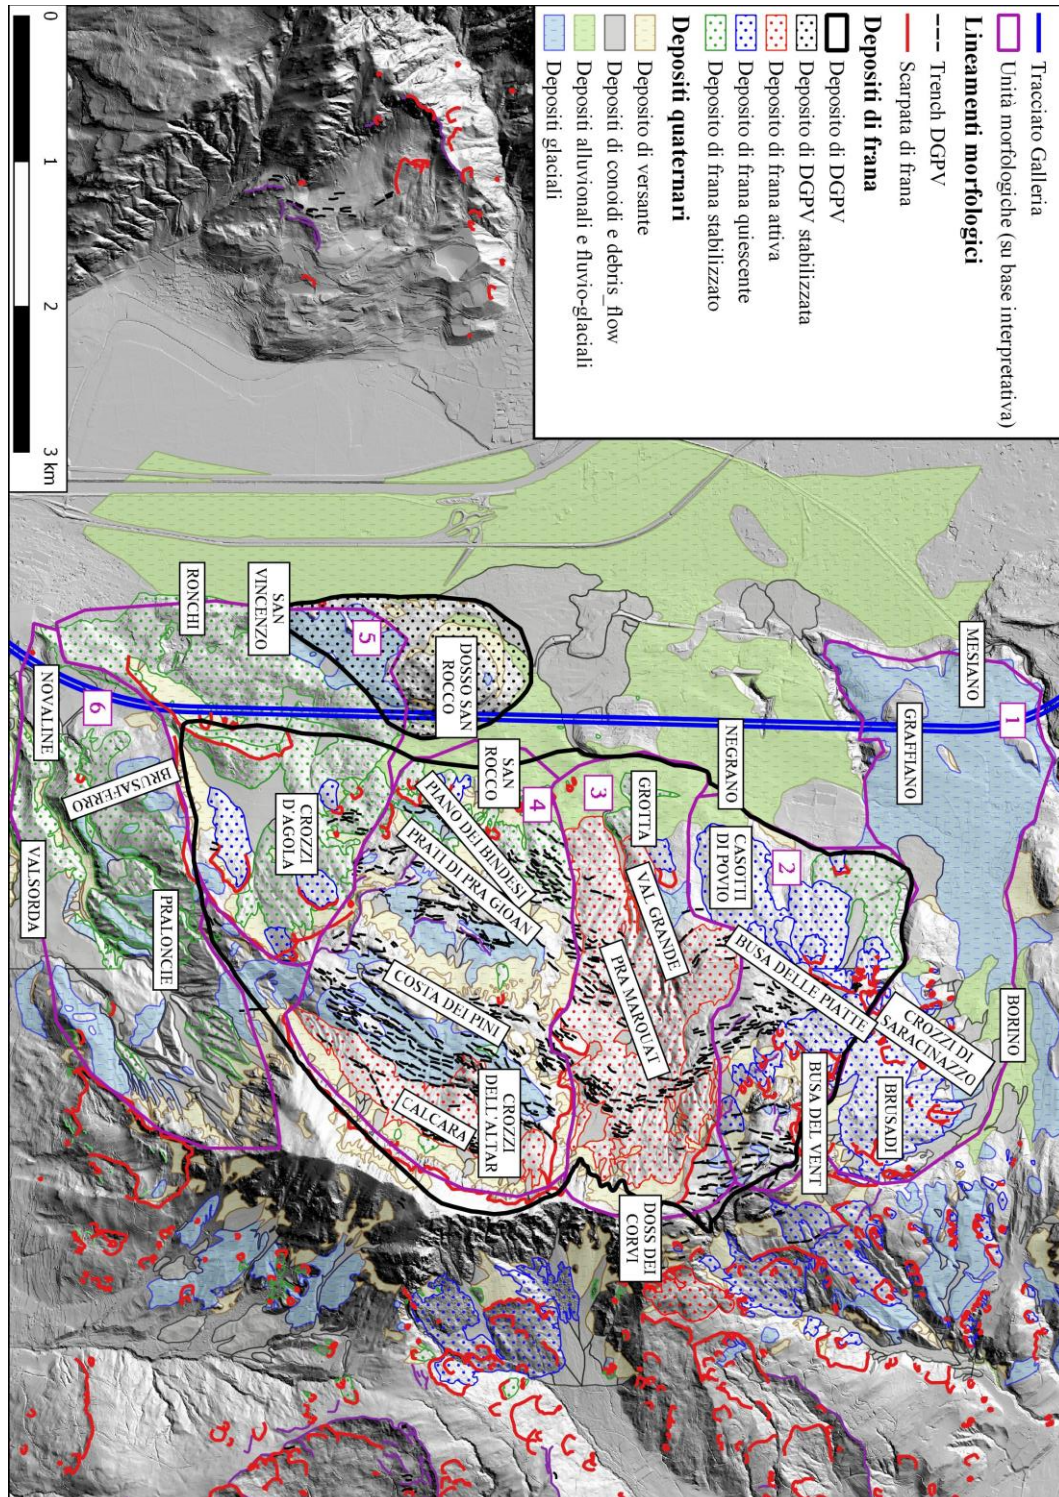 Tracciato Galleria
Unità morfologiche (su base interpretativa)
Lineamenti morfologici
Trench DGPV
Scarpata di frana
Depositi di frana
Deposito di DGPV
Deposito di DGPV stabilizzata
Deposito di frana attiva
Deposito di frana quiescente
Deposito di frana stabilizzato
Depositi quaternari
Deposito di versante
Depositi di conoidi e debris_flow
Depositi alluvionali e fluvio-glaciali
Depositi glaciali
0
1
2
3 km
MESIANO
1
GRAFFIANO
BORINO
NEGRANO
CASOTTI
DI POVO
2
BUSA DELLE PIATTE
CROZZI DI
SARACINAZZO
BRUSADI
BUSA DEL VENT
GROTTA
3
VAL GRANDE
PRA MARQUAT
DOSS DEI
CORVI
SAN
ROCCO
4
PIANO DEI BINDESI
PRATI DI PRA GIOAN
COSTA DEI PINI
CROZZI
DELL'ALTAR
CALCARA
DOSSO SAN
ROCCO
5
SAN
VINCENZO
RONCHI
CROZZI
D'AGOLA
BRUSAFERRO
6
NOVALINE
PRALONCIE
VALSORDA